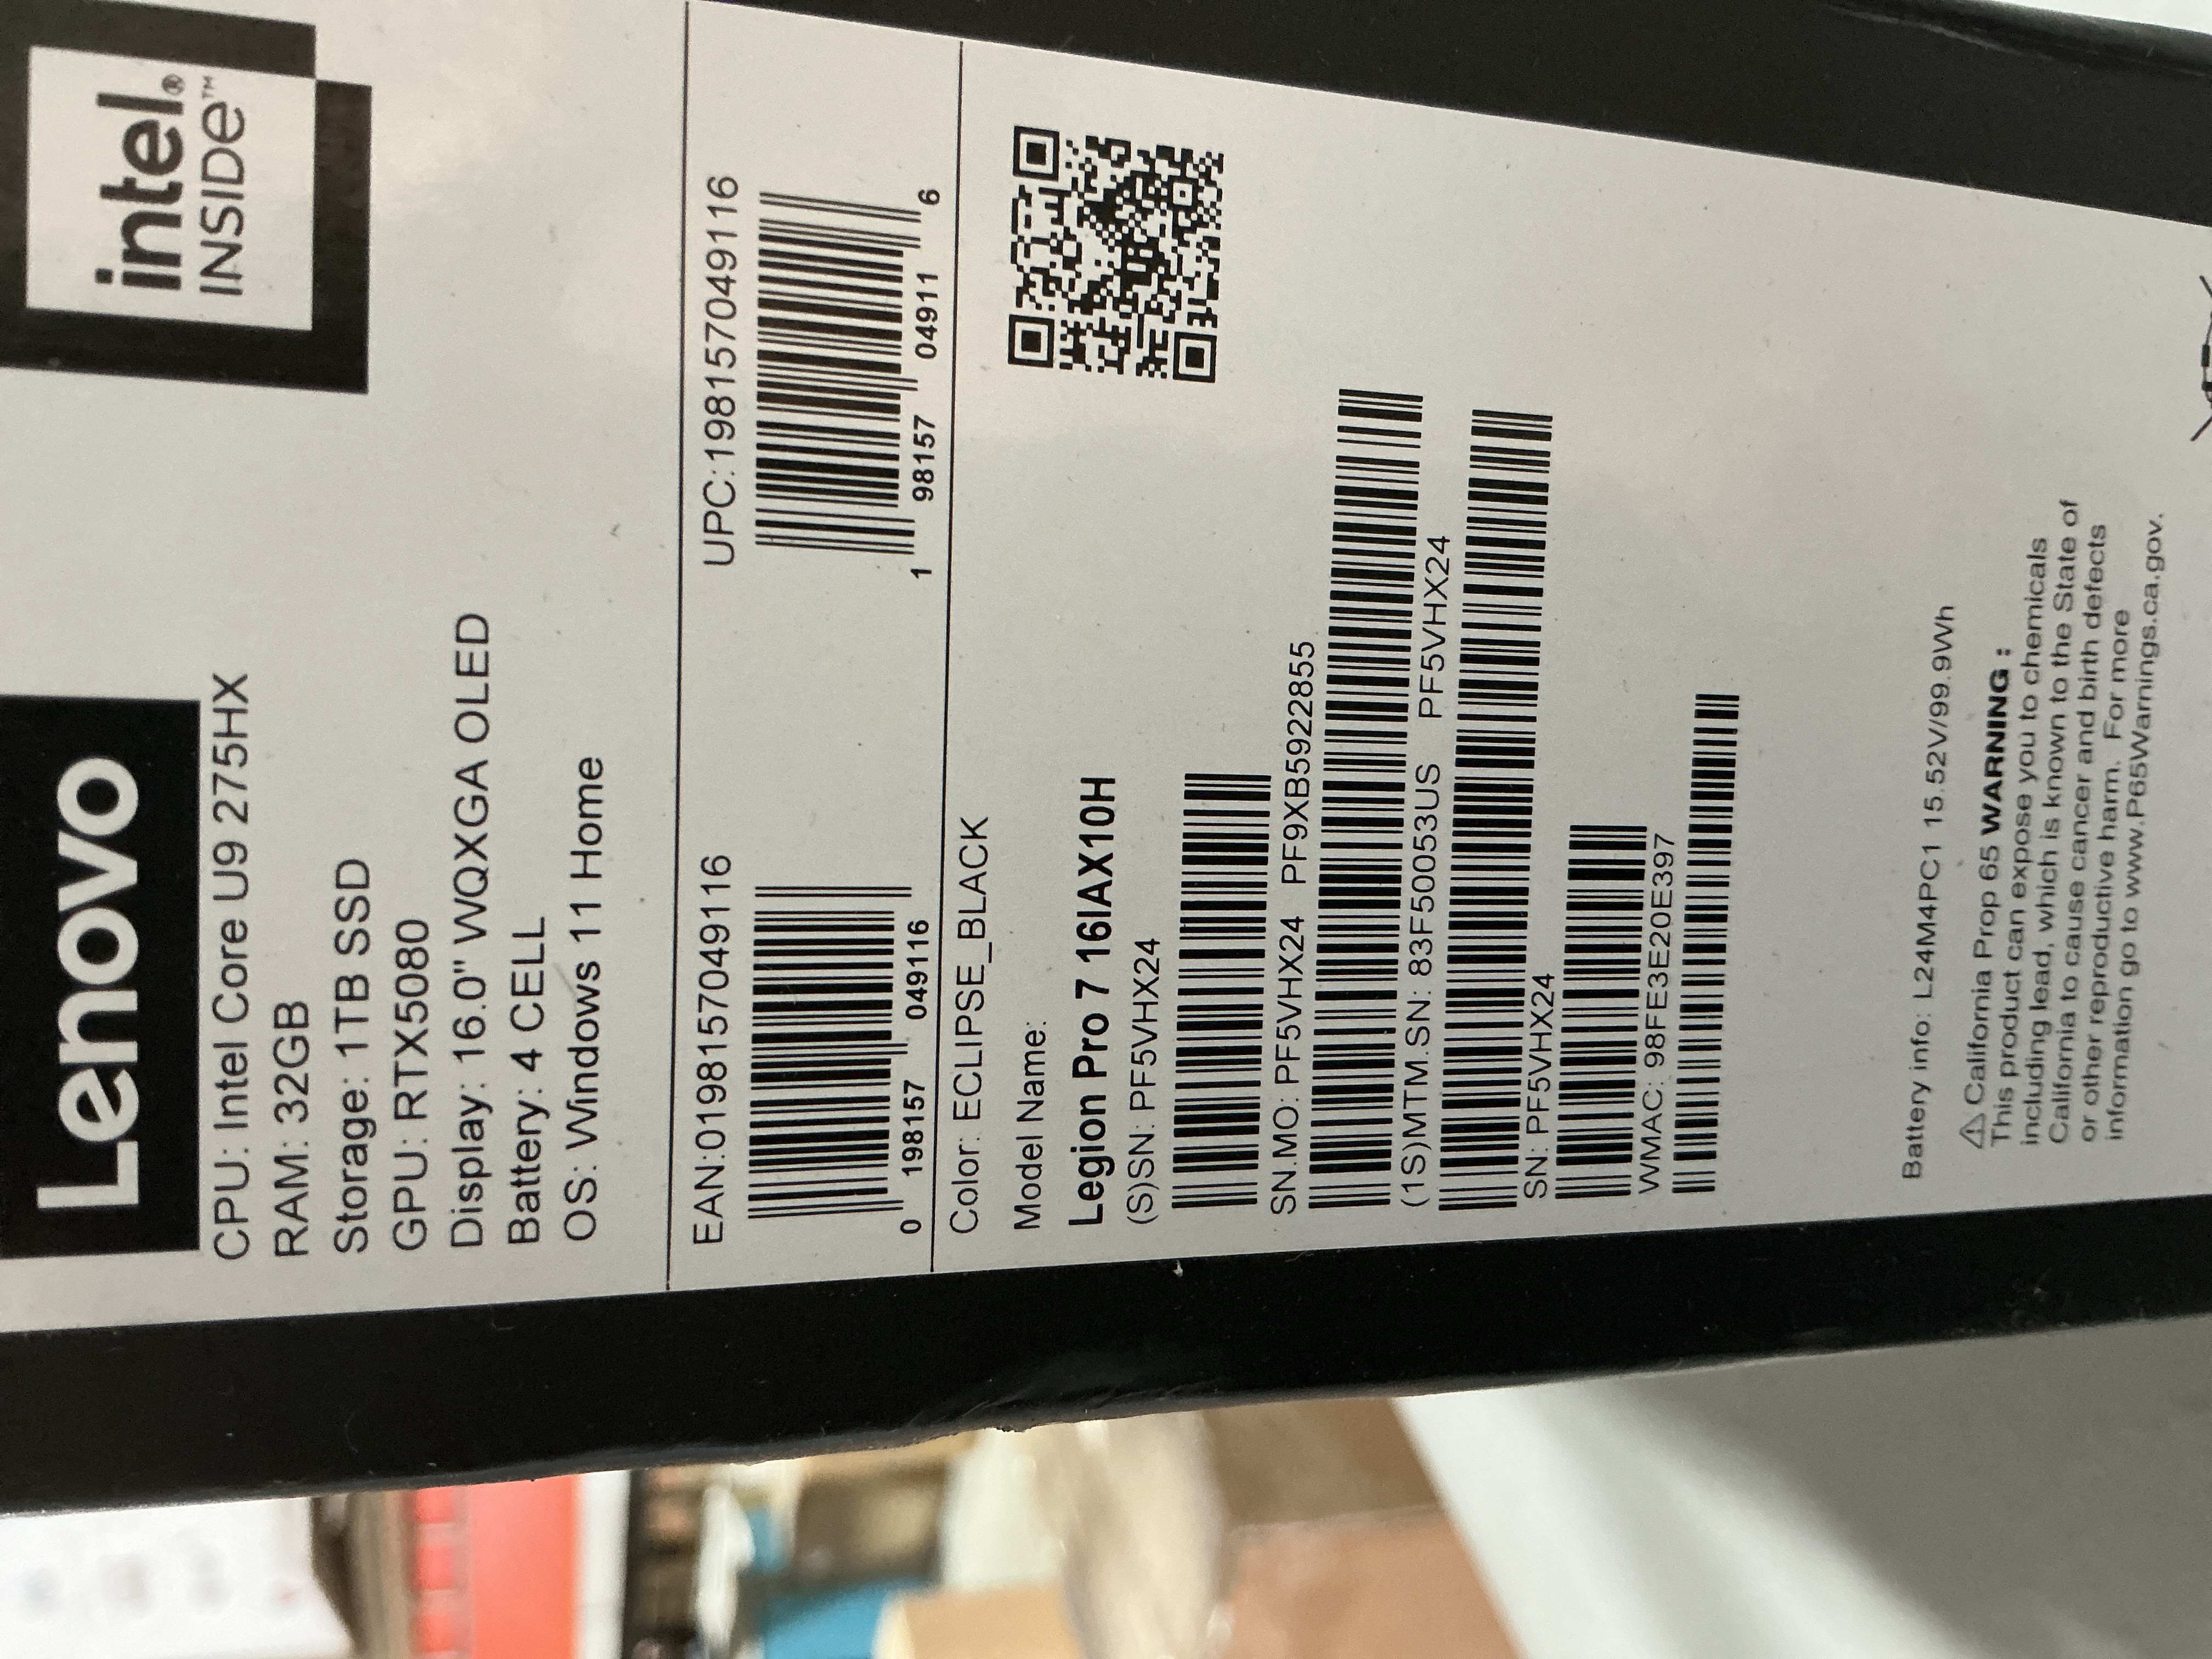 Lenovo
intel®
INSIDE™
CPU: Intel Core U9 275HX
RAM: 32GB
Storage: 1TB SSD
GPU: RTX5080
Display: 16.0" WQXGA OLED
Battery: 4 CELL
OS: Windows 11 Home
EAN:0198157049116
0 198157 049116
UPC:198157049116
1 98157 04911 6
Color: ECLIPSE_BLACK
Model Name:
Legion Pro 7 16IAX10H
(S)SN: PF5VHX24
SN.MO: PF5VHX24 PF9XB5922855
(1S)MTM.SN: 83F50053US PF5VHX24
SN: PF5VHX24
WMAC: 98FE3E20E397
Battery info: L24M4PC1 15.52V/99.9Wh
⚠ California Prop 65 WARNING :
This product can expose you to chemicals
including lead, which is known to the State of
California to cause cancer and birth defects
or other reproductive harm. For more
information go to www.P65Warnings.ca.gov.